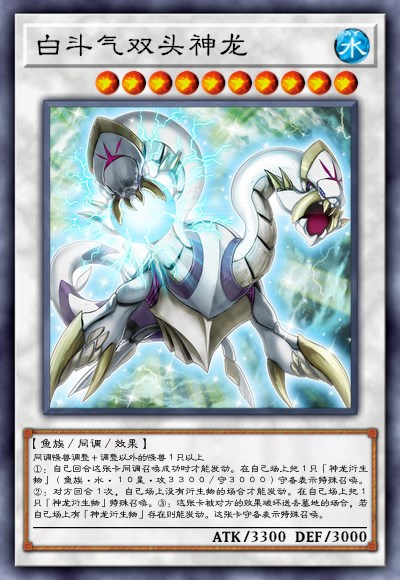 白斗气双头神龙
水
【鱼族／同调／效果】
同调怪兽调整＋调整以外的怪兽１只以上
①：自己回合这张卡同调召唤成功时才能发动。在自己场上把１只「神龙衍生
物」（鱼族・水・１０星・攻３３００／守３０００）守备表示特殊召唤。
②：对方回合１次，自己场上没有衍生物的场合才能发动。在自己场上把１
只「神龙衍生物」特殊召唤。③：这张卡被对方的效果破坏送去墓地的场合，若
自己场上有「神龙衍生物」存在则能发动。这张卡守备表示特殊召唤。
ATK/3300 DEF/3000